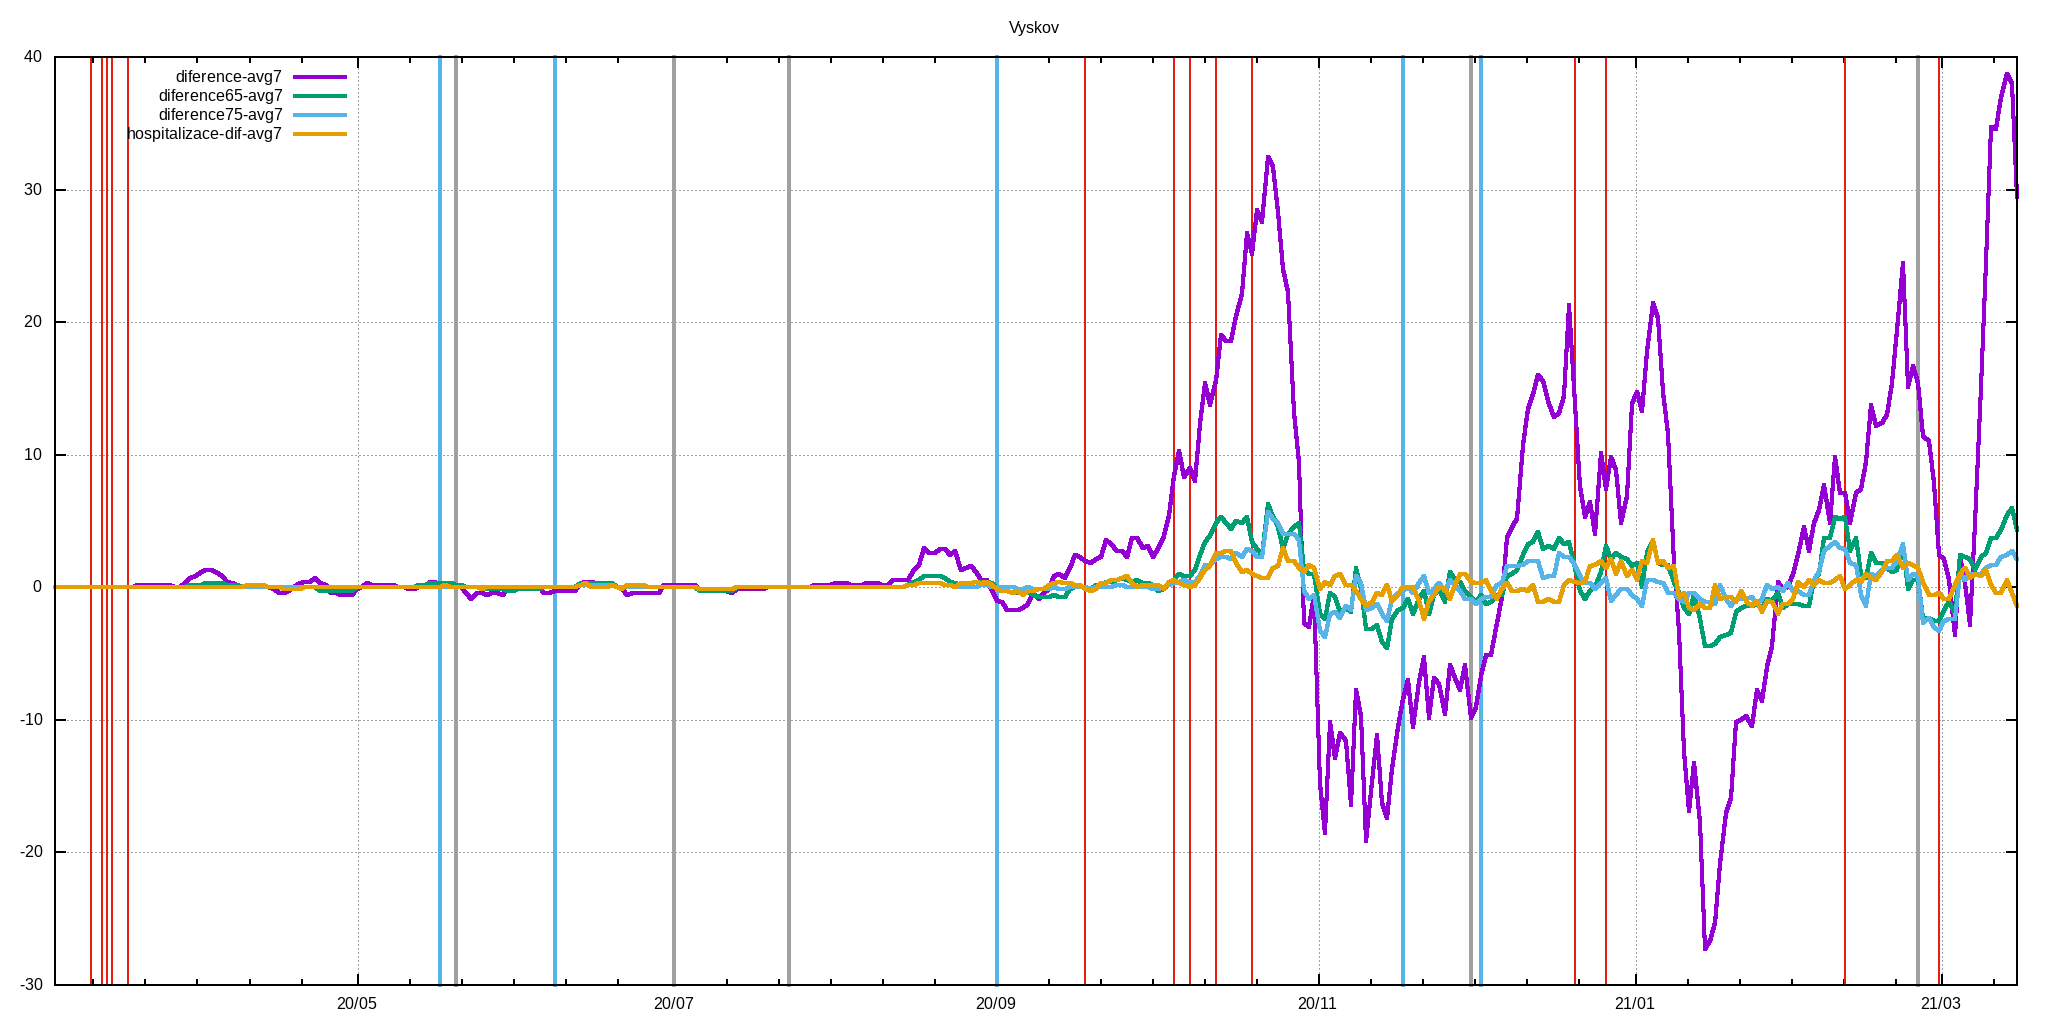 Vyskov
40
diference-avg7
diference65-avg7
diference75-avg7
hospitalizace-dif-avg7
30
20
10
0
-10
-20
-30
20/05
20/07
20/09
20/11
21/01
21/03